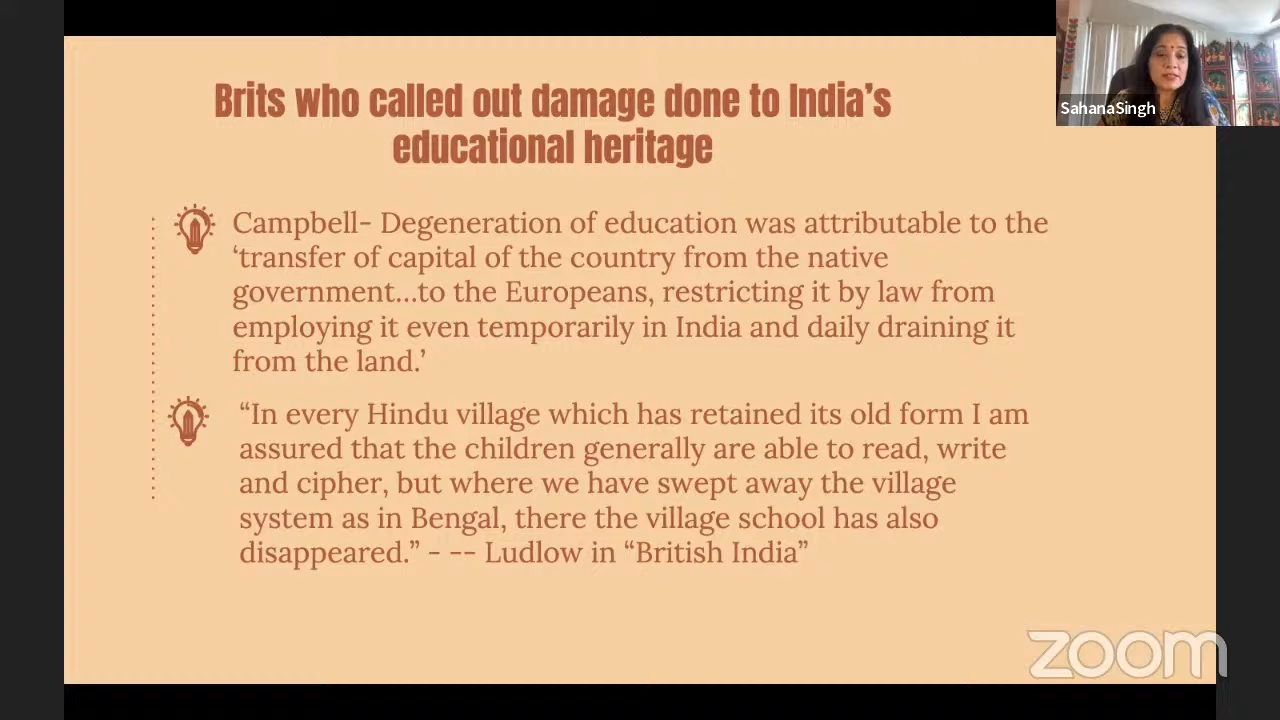 Brits who called out damage done to India’s
educational heritage
SahanaSingh
Campbell- Degeneration of education was attributable to the
‘transfer of capital of the country from the native
government...to the Europeans, restricting it by law from
employing it even temporarily in India and daily draining it
from the land.’
“In every Hindu village which has retained its old form I am
assured that the children generally are able to read, write
and cipher, but where we have swept away the village
system as in Bengal, there the village school has also
disappeared.” - -- Ludlow in “British India”
zoom